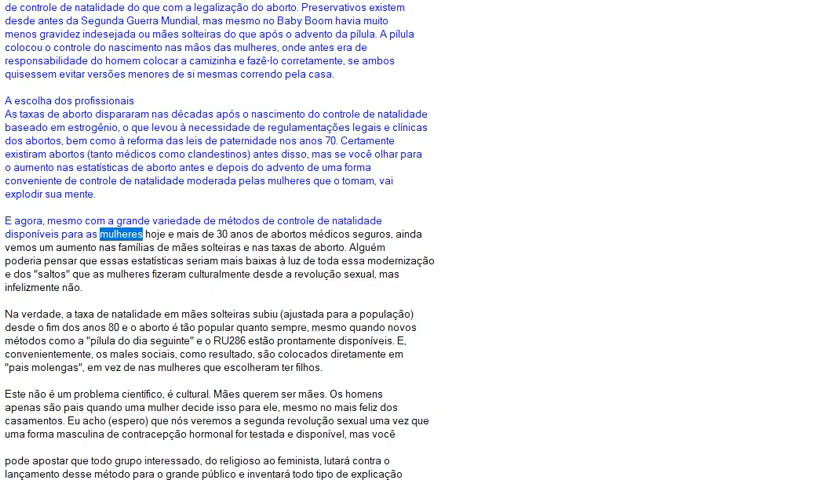 de controle de natalidade do que com a legalização do aborto. Preservativos existem
desde antes da Segunda Guerra Mundial, mas mesmo no Baby Boom havia muito
menos gravidez indesejada ou mães solteiras do que após o advento da pílula. A pílula
colocou o controle do nascimento nas mãos das mulheres, onde antes era de
responsabilidade do homem colocar a camizinha e fazê-lo corretamente, se ambos
quisessem evitar versões menores de si mesmas correndo pela casa.
A escolha dos profissionais
As taxas de aborto dispararam nas décadas após o nascimento do controle de natalidade
baseado em estrogênio, o que levou à necessidade de regulamentações legais e clínicas
dos abortos, bem como à reforma das leis de paternidade nos anos 70. Certamente
existiram abortos (tanto médicos como clandestinos) antes disso, mas se você olhar para
o aumento nas estatísticas de aborto antes e depois do advento de uma forma
conveniente de controle de natalidade moderada pelas mulheres que o tomam, vai
explodir sua mente.
E agora, mesmo com a grande variedade de métodos de controle de natalidade
disponíveis para as mulheres hoje e mais de 30 anos de abortos médicos seguros, ainda
vemos um aumento nas famílias de mães solteiras e nas taxas de aborto. Alguém
poderia pensar que essas estatísticas seriam mais baixas à luz de toda essa modernização
e dos "saltos" que as mulheres fizeram culturalmente desde a revolução sexual, mas
infelizmente não.
Na verdade, a taxa de natalidade em mães solteiras subiu (ajustada para a população)
desde o fim dos anos 80 e o aborto é tão popular quanto sempre, mesmo quando novos
métodos como a "pílula do dia seguinte" e o RU286 estão prontamente disponíveis. E,
convenientemente, os males sociais, como resultado, são colocados diretamente em
"pais molengas", em vez de nas mulheres que escolheram ter filhos.
Este não é um problema científico, é cultural. Mães querem ser mães. Os homens
apenas são pais quando uma mulher decide isso para ele, mesmo no mais feliz dos
casamentos. Eu acho (espero) que nós veremos a segunda revolução sexual uma vez que
uma forma masculina de contracepção hormonal for testada e disponível, mas você
pode apostar que todo grupo interessado, do religioso ao feminista, lutará contra o
lançamento desse método para o grande público e inventará todo tipo de explicação